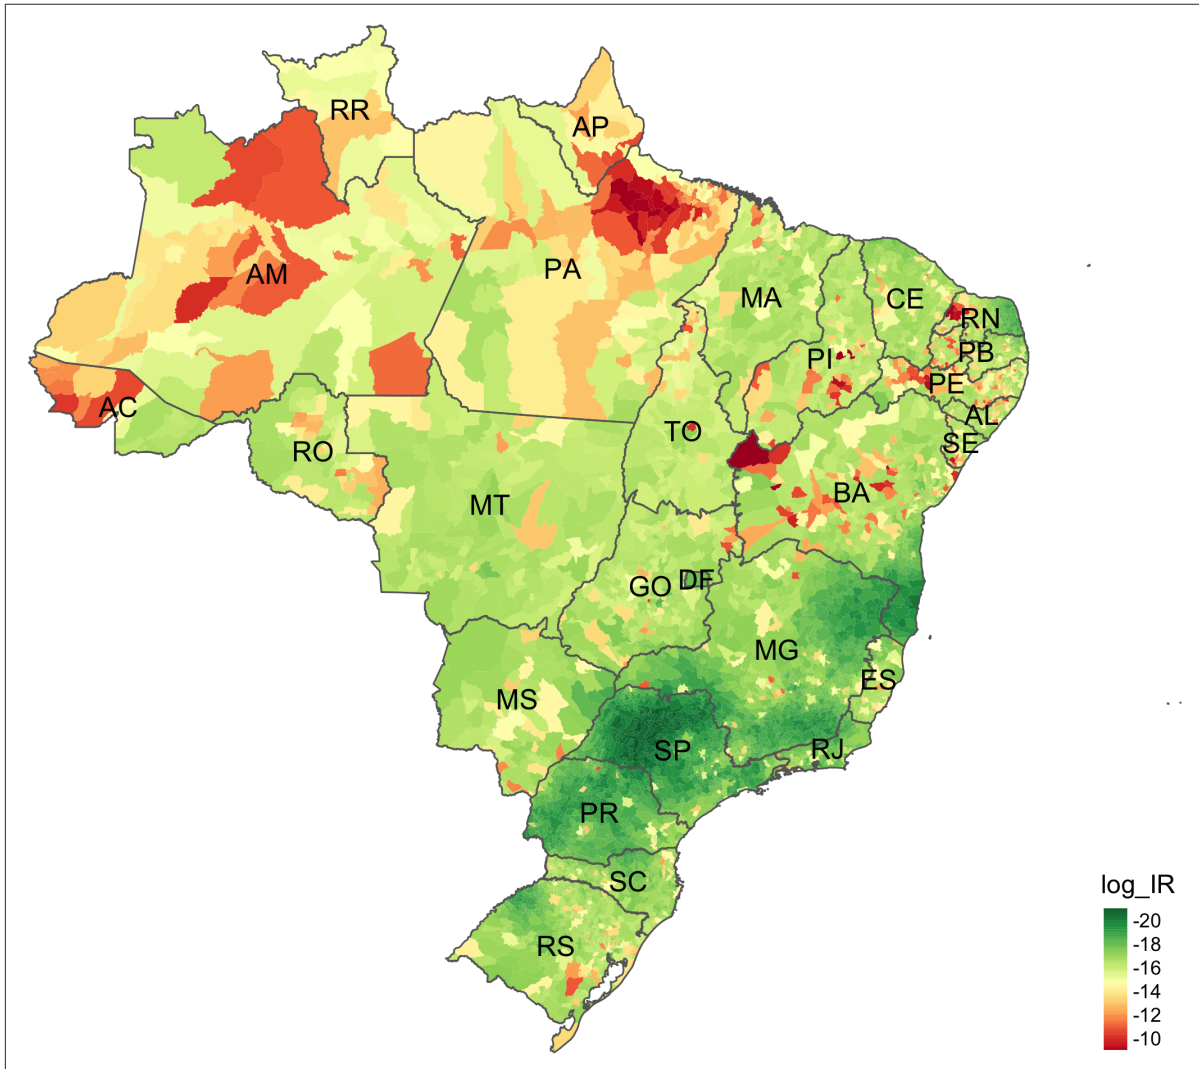 RR
AP
AM
PA
MA
CE
RN
PI
PB
PE
AC
AL
TO
SE
RO
BA
MT
DF
GO
MG
ES
MS
SP
RJ
PR
SC
RS
log_IR
-20
-18
-16
-14
-12
-10